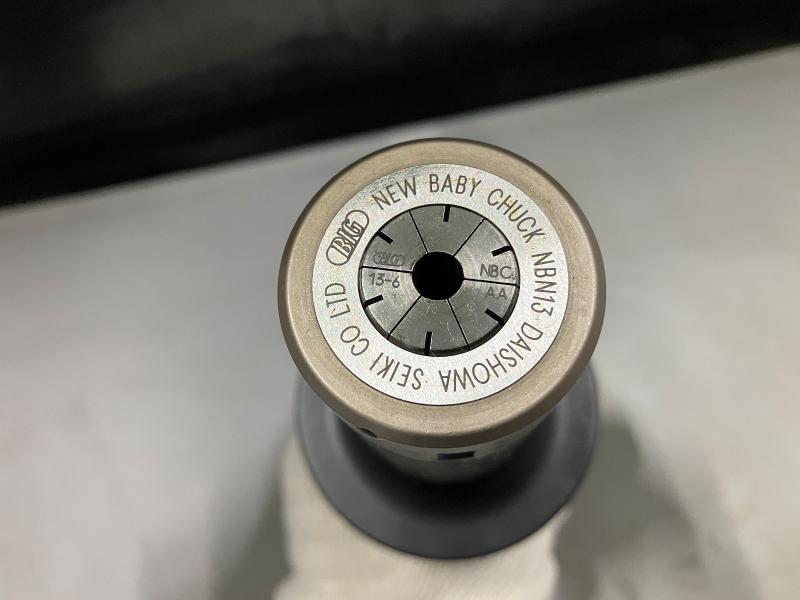 BIG NEW BABY CHUCK NBN13 DAISHOWA SEIKI CO LTD
BIG
13-6
NBC
AA